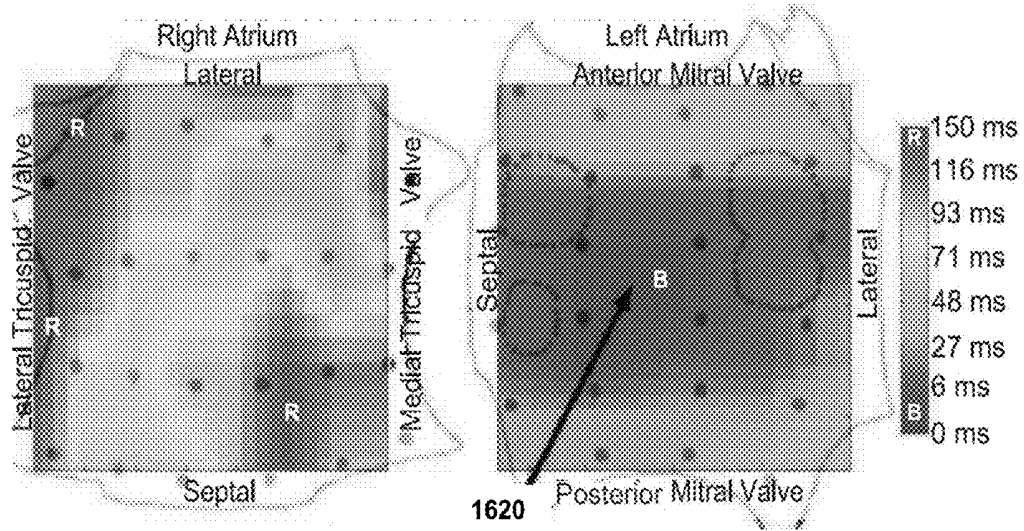 Right Atrium
Lateral
Lateral Tricuspid Valve
R
R
R
Medial Tricuspid Valve
Septal
Left Atrium
Anterior Mitral Valve
Septal
B
Lateral
1620
Posterior Mitral Valve
R
150 ms
116 ms
93 ms
71 ms
48 ms
27 ms
6 ms
B
0 ms